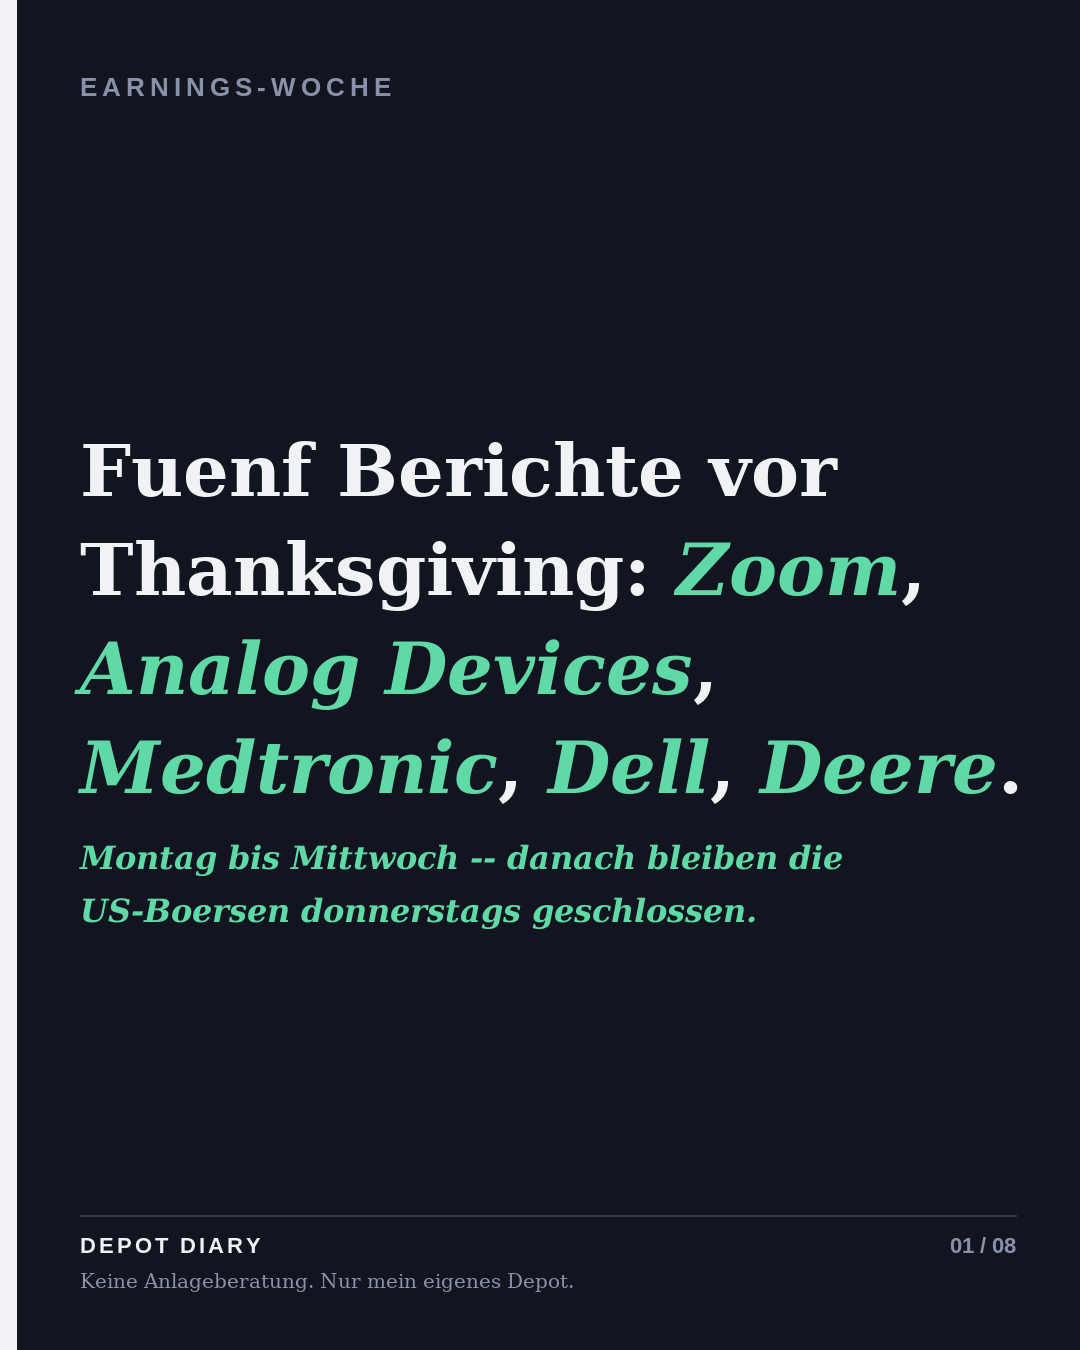 EARNINGS-WOCHE
Fuenf Berichte vor
Thanksgiving: Zoom,
Analog Devices,
Medtronic, Dell, Deere.
Montag bis Mittwoch -- danach bleiben die
US-Boersen donnerstags geschlossen.
DEPOT DIARY
01 / 08
Keine Anlageberatung. Nur mein eigenes Depot.